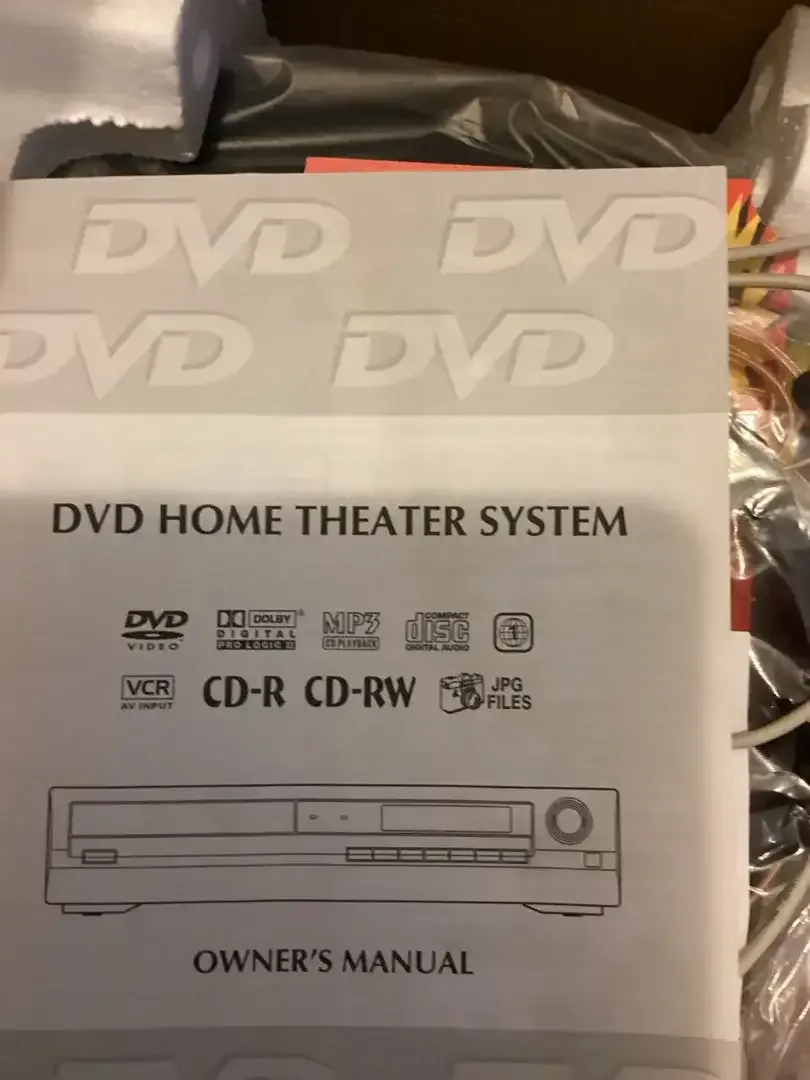 DVD DVD
DVD DVD
DVD HOME THEATER SYSTEM
DVD VIDEO
DOLBY DIGITAL PRO LOGIC II
MP3 CD PLAYBACK
COMPACT disc DIGITAL AUDIO
1
VCR AV INPUT
CD-R CD-RW
JPG FILES
OWNER'S MANUAL